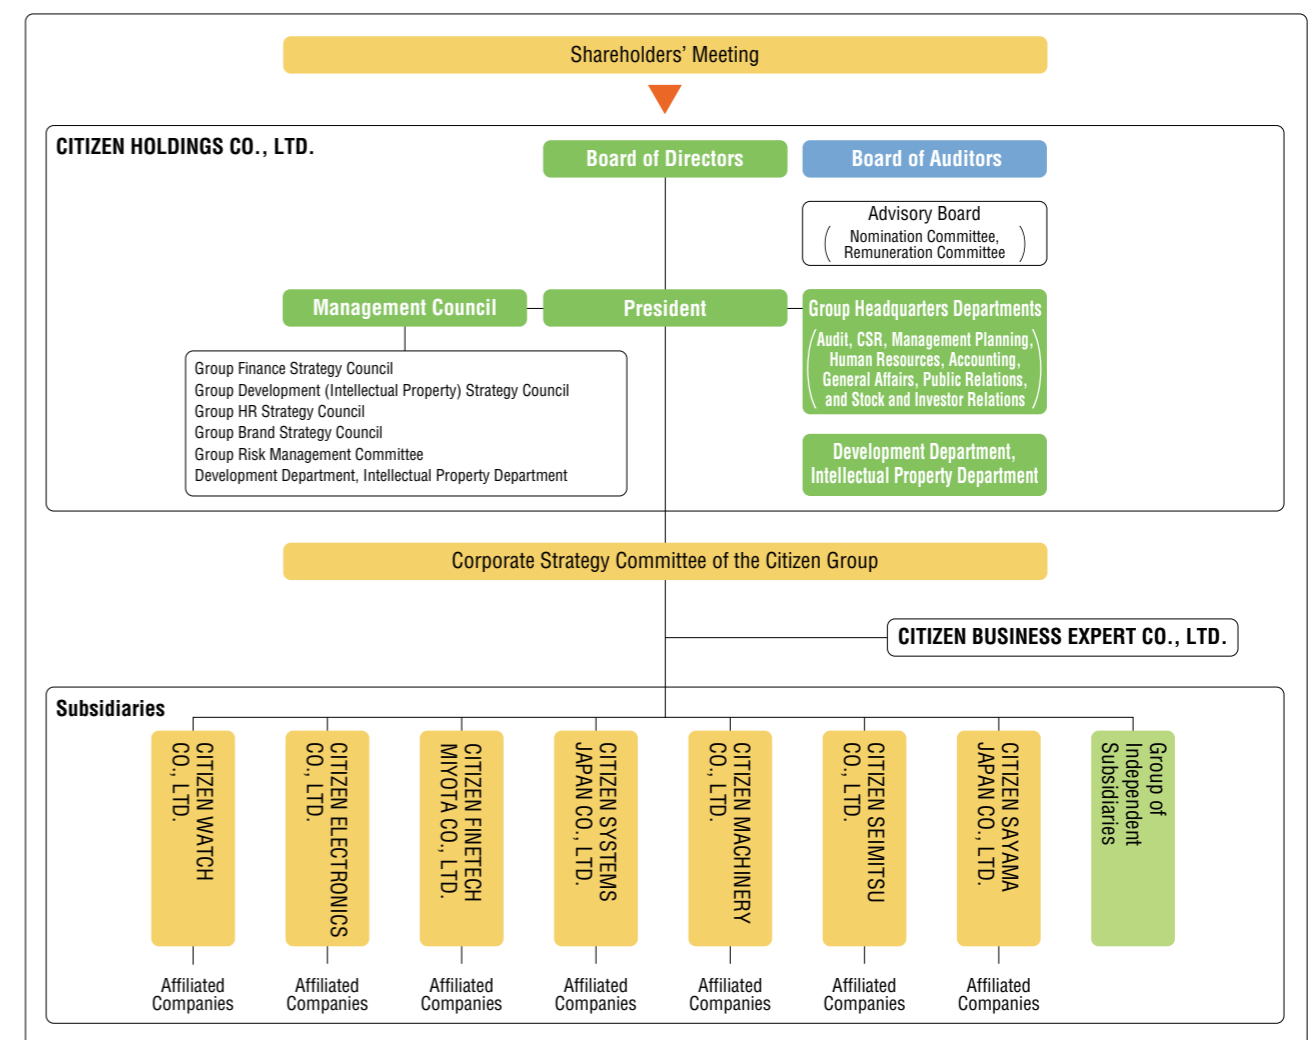 Shareholders' Meeting
CITIZEN HOLDINGS CO., LTD.
Board of Directors
Board of Auditors
Advisory Board
(Nomination Committee,
Remuneration Committee)
Management Council
President
Group Headquarters Departments
(Audit, CSR, Management Planning,
Human Resources, Accounting,
General Affairs, Public Relations,
and Stock and Investor Relations)
Group Finance Strategy Council
Group Development (Intellectual Property) Strategy Council
Group HR Strategy Council
Group Brand Strategy Council
Group Risk Management Committee
Development Department, Intellectual Property Department
Development Department,
Intellectual Property Department
Corporate Strategy Committee of the Citizen Group
CITIZEN BUSINESS EXPERT CO., LTD.
Subsidiaries
CITIZEN WATCH
CO., LTD.
CITIZEN ELECTRONICS
CO., LTD.
CITIZEN FINETECH
MIYOTA CO., LTD.
CITIZEN SYSTEMS
JAPAN CO., LTD.
CITIZEN MACHINERY
CO., LTD.
CITIZEN SEIMITSU
CO., LTD.
CITIZEN SAYAMA
JAPAN CO., LTD.
Group of
Independent
Subsidiaries
Affiliated
Companies
Affiliated
Companies
Affiliated
Companies
Affiliated
Companies
Affiliated
Companies
Affiliated
Companies
Affiliated
Companies